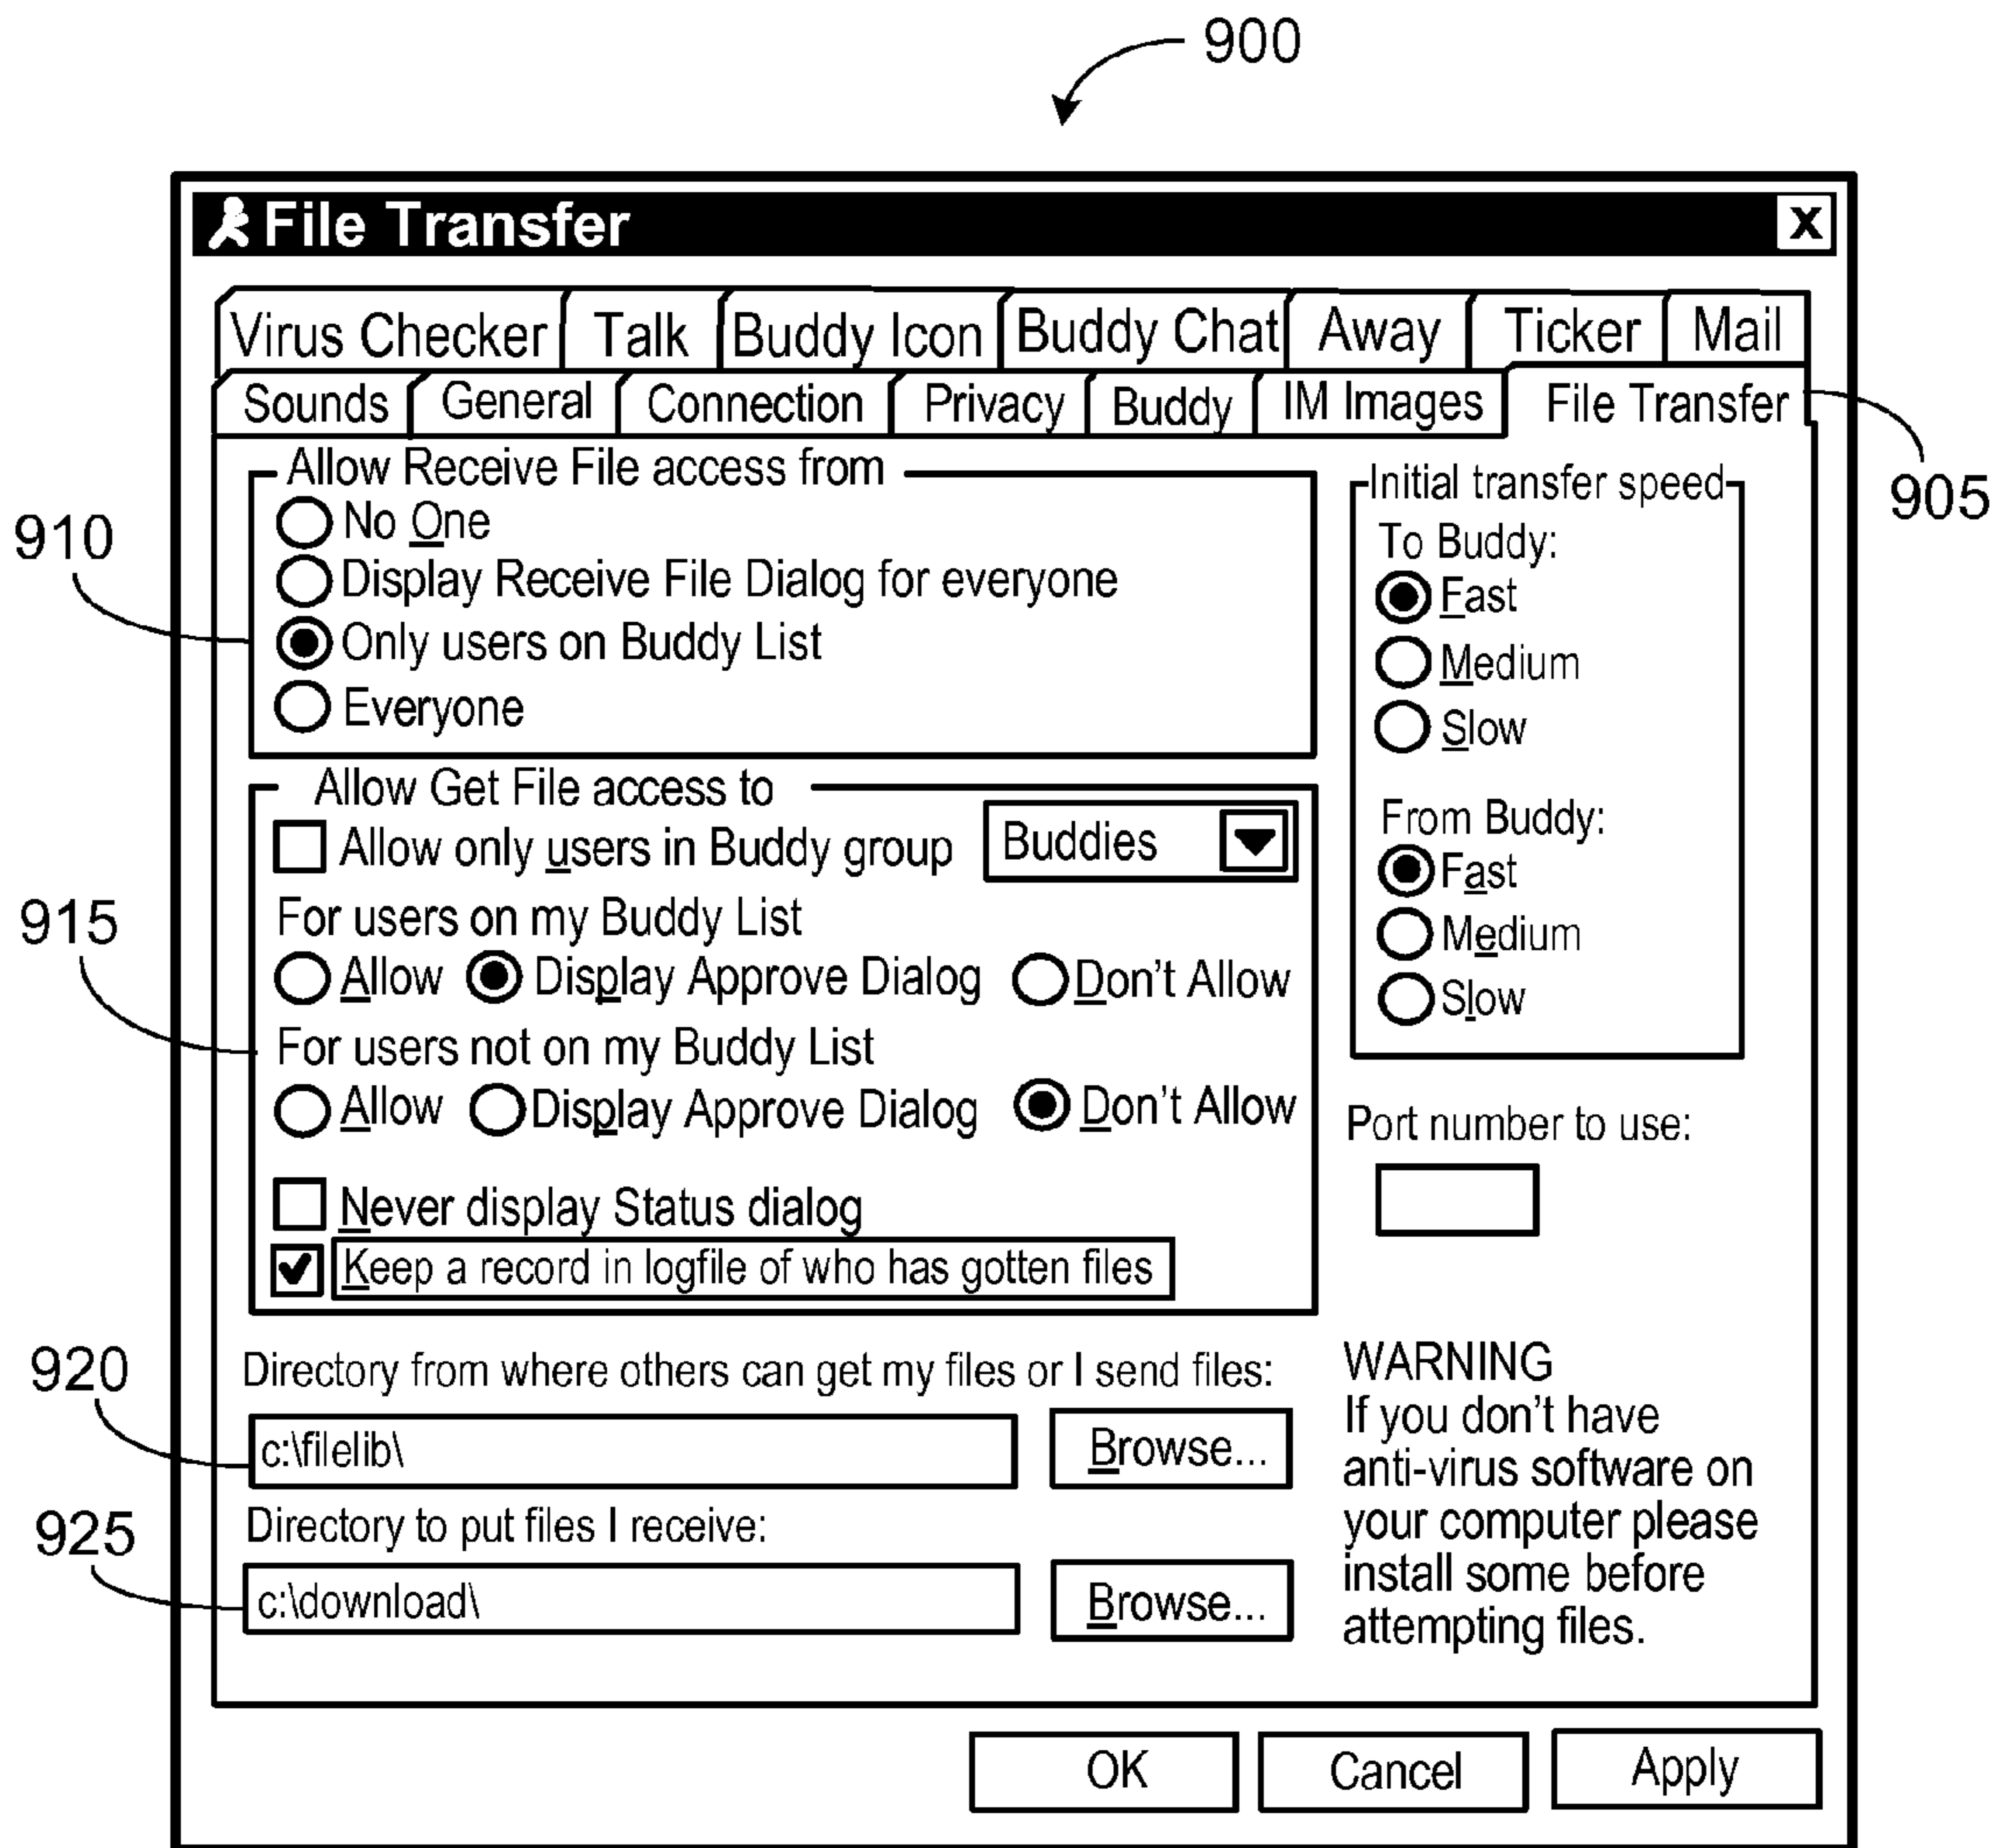 900
File Transfer X
Virus Checker Talk Buddy Icon Buddy Chat Away Ticker Mail
Sounds General Connection Privacy Buddy IM Images File Transfer
905
910
Allow Receive File access from
No One
Display Receive File Dialog for everyone
Only users on Buddy List
Everyone
Initial transfer speed
To Buddy:
Fast
Medium
Slow
From Buddy:
Fast
Medium
Slow
915
Allow Get File access to
Allow only users in Buddy group Buddies
For users on my Buddy List
Allow Display Approve Dialog Don't Allow
For users not on my Buddy List
Allow Display Approve Dialog Don't Allow
Never display Status dialog
Keep a record in logfile of who has gotten files
Port number to use:
920
Directory from where others can get my files or I send files:
c:\filelib\ Browse...
925
Directory to put files I receive:
c:\download\ Browse...
WARNING
If you don't have
anti-virus software on
your computer please
install some before
attempting files.
OK Cancel Apply